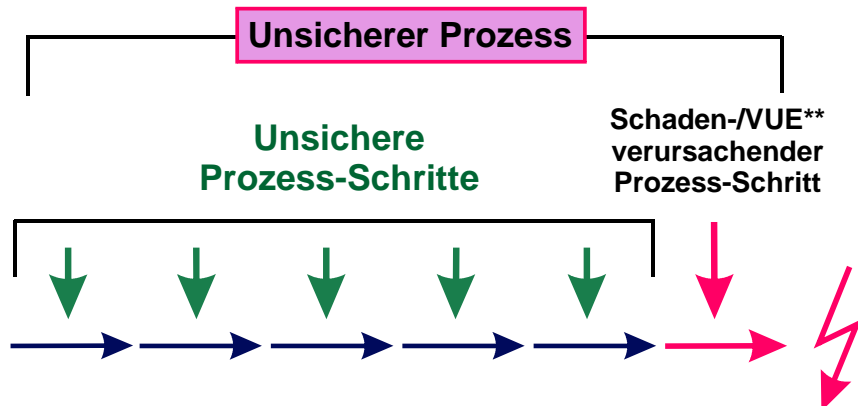 Unsicherer Prozess
Unsichere
Prozess-Schritte
Schaden-/VUE**
verursachender
Prozess-Schritt